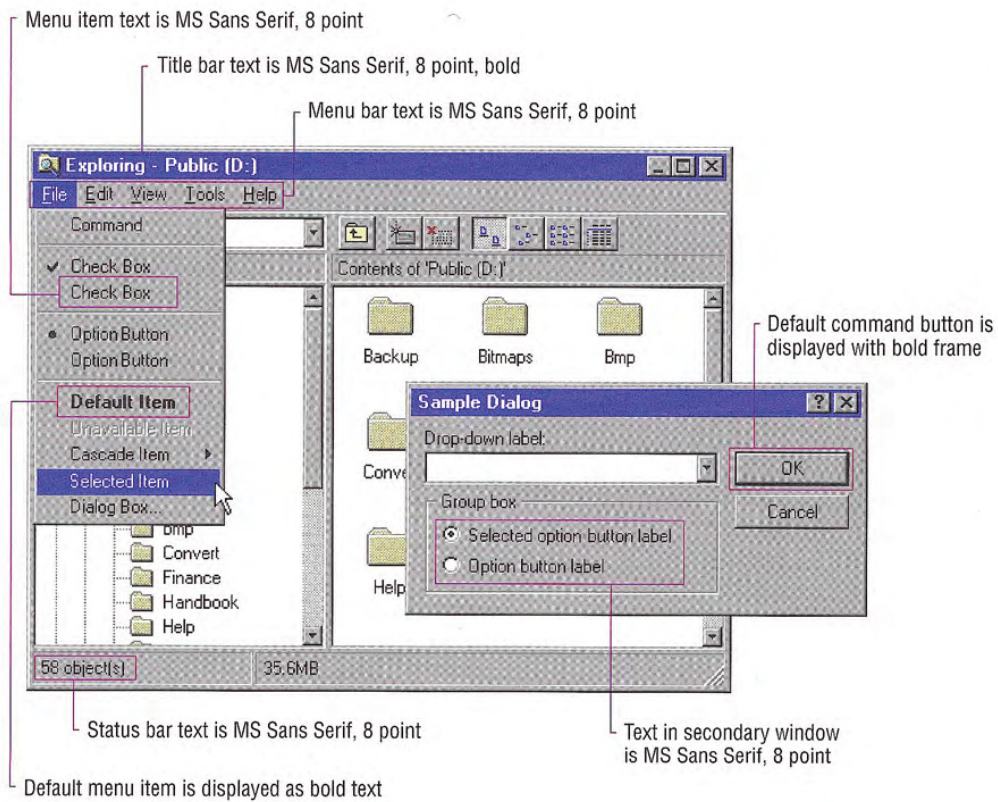 Menu item text is MS Sans Serif, 8 point
Title bar text is MS Sans Serif, 8 point, bold
Menu bar text is MS Sans Serif, 8 point
Exploring - Public (D:)
File Edit View Tools Help
Command
Check Box
Check Box
Option Button
Option Button
Default Item
Unavailable Item
Cascade Item
Selected Item
Dialog Box...
Bmp
Convert
Finance
Handbook
Help
Contents of 'Public (D:)'
Backup
Bitmaps
Bmp
Conve
Help
Default command button is
displayed with bold frame
Sample Dialog
Drop-down label:
OK
Cancel
Group box
Selected option button label
Option button label
58 object(s)
35.6MB
Status bar text is MS Sans Serif, 8 point
Text in secondary window
is MS Sans Serif, 8 point
Default menu item is displayed as bold text